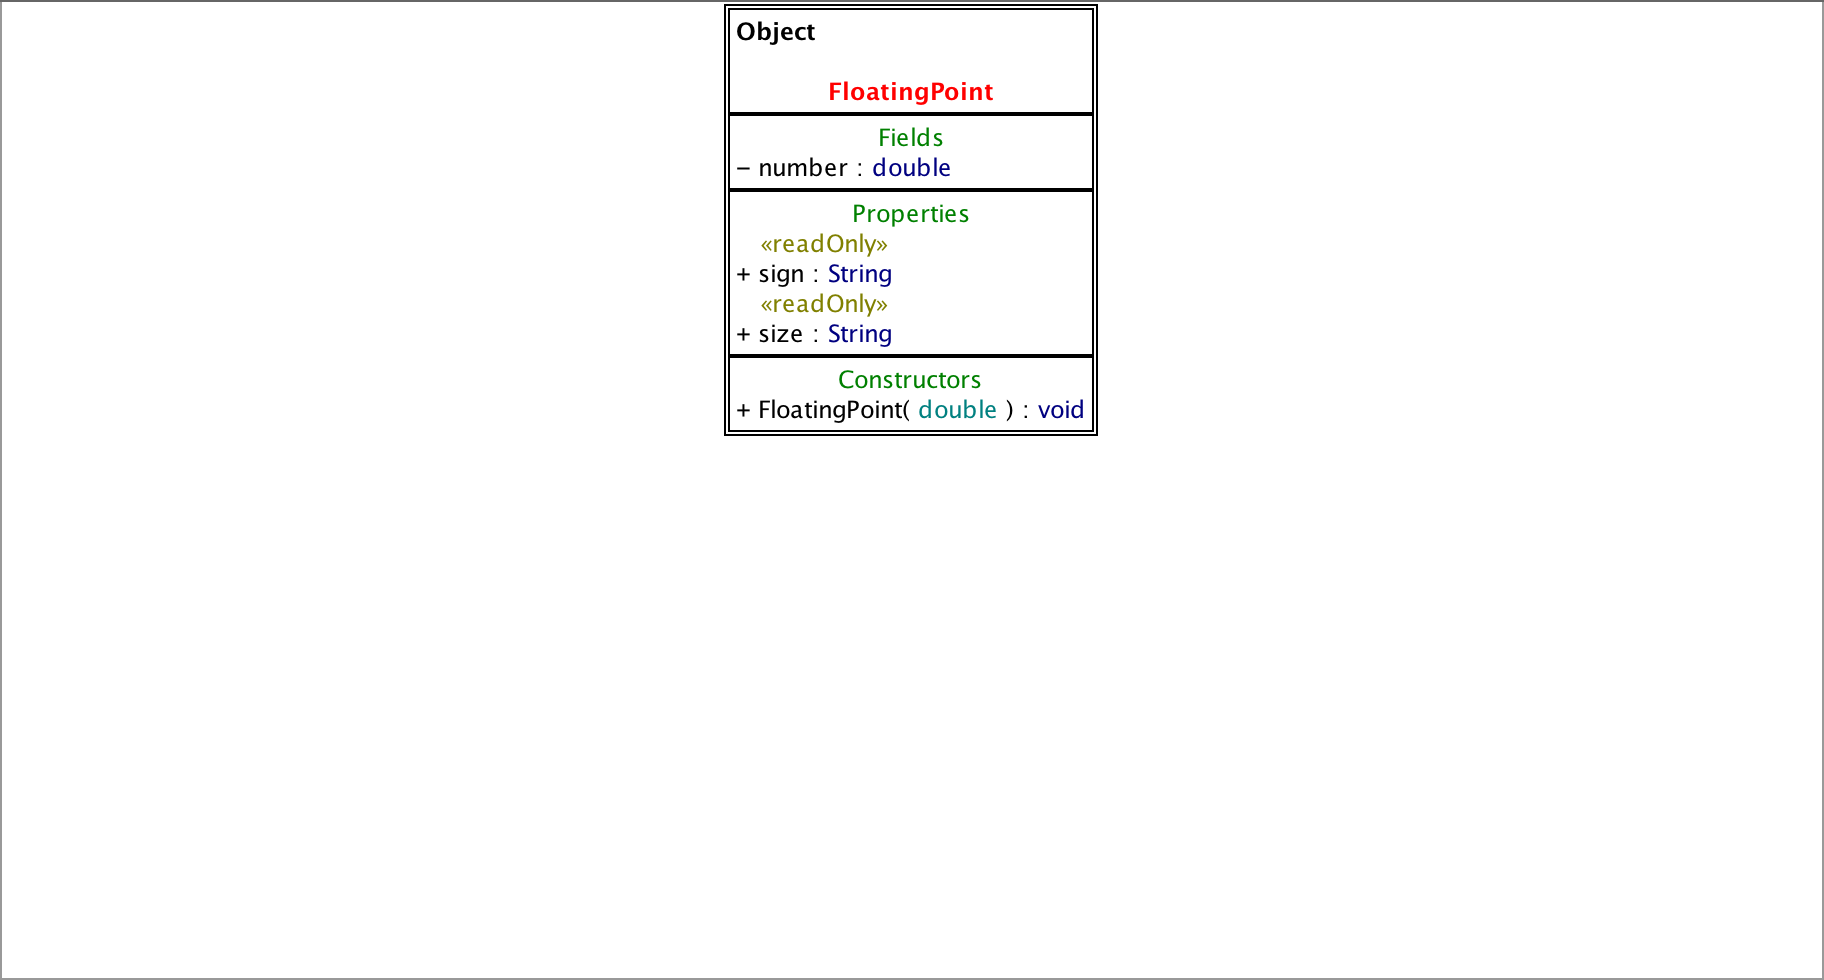 Object
FloatingPoint
Fields
− number : double
Properties
«readOnly»
+ sign : String
«readOnly»
+ size : String
Constructors
+ FloatingPoint( double ) : void